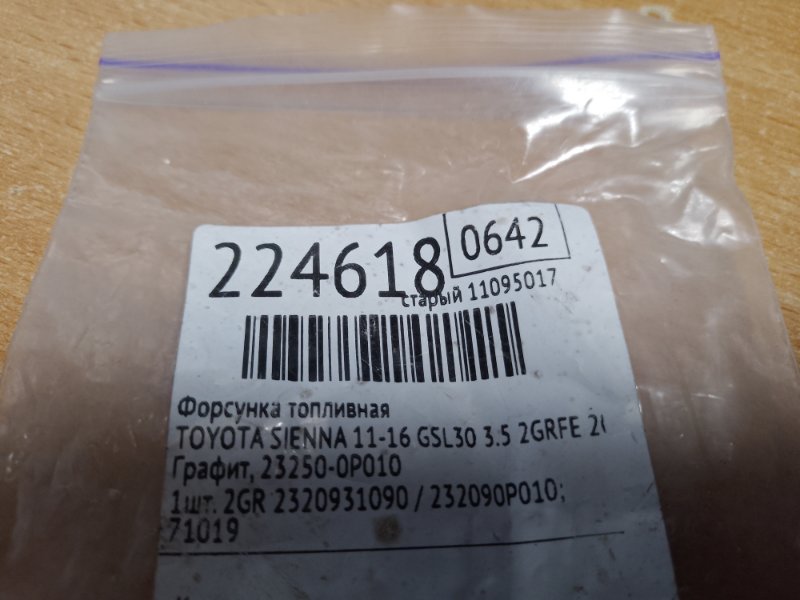 224618
0642
старый 11095017
Форсунка топливная
TOYOTA SIENNA 11-16 GSL30 3.5 2GRFE
Графит, 23250-0P010
1шт. 2GR 2320931090 / 232090P010;
71019